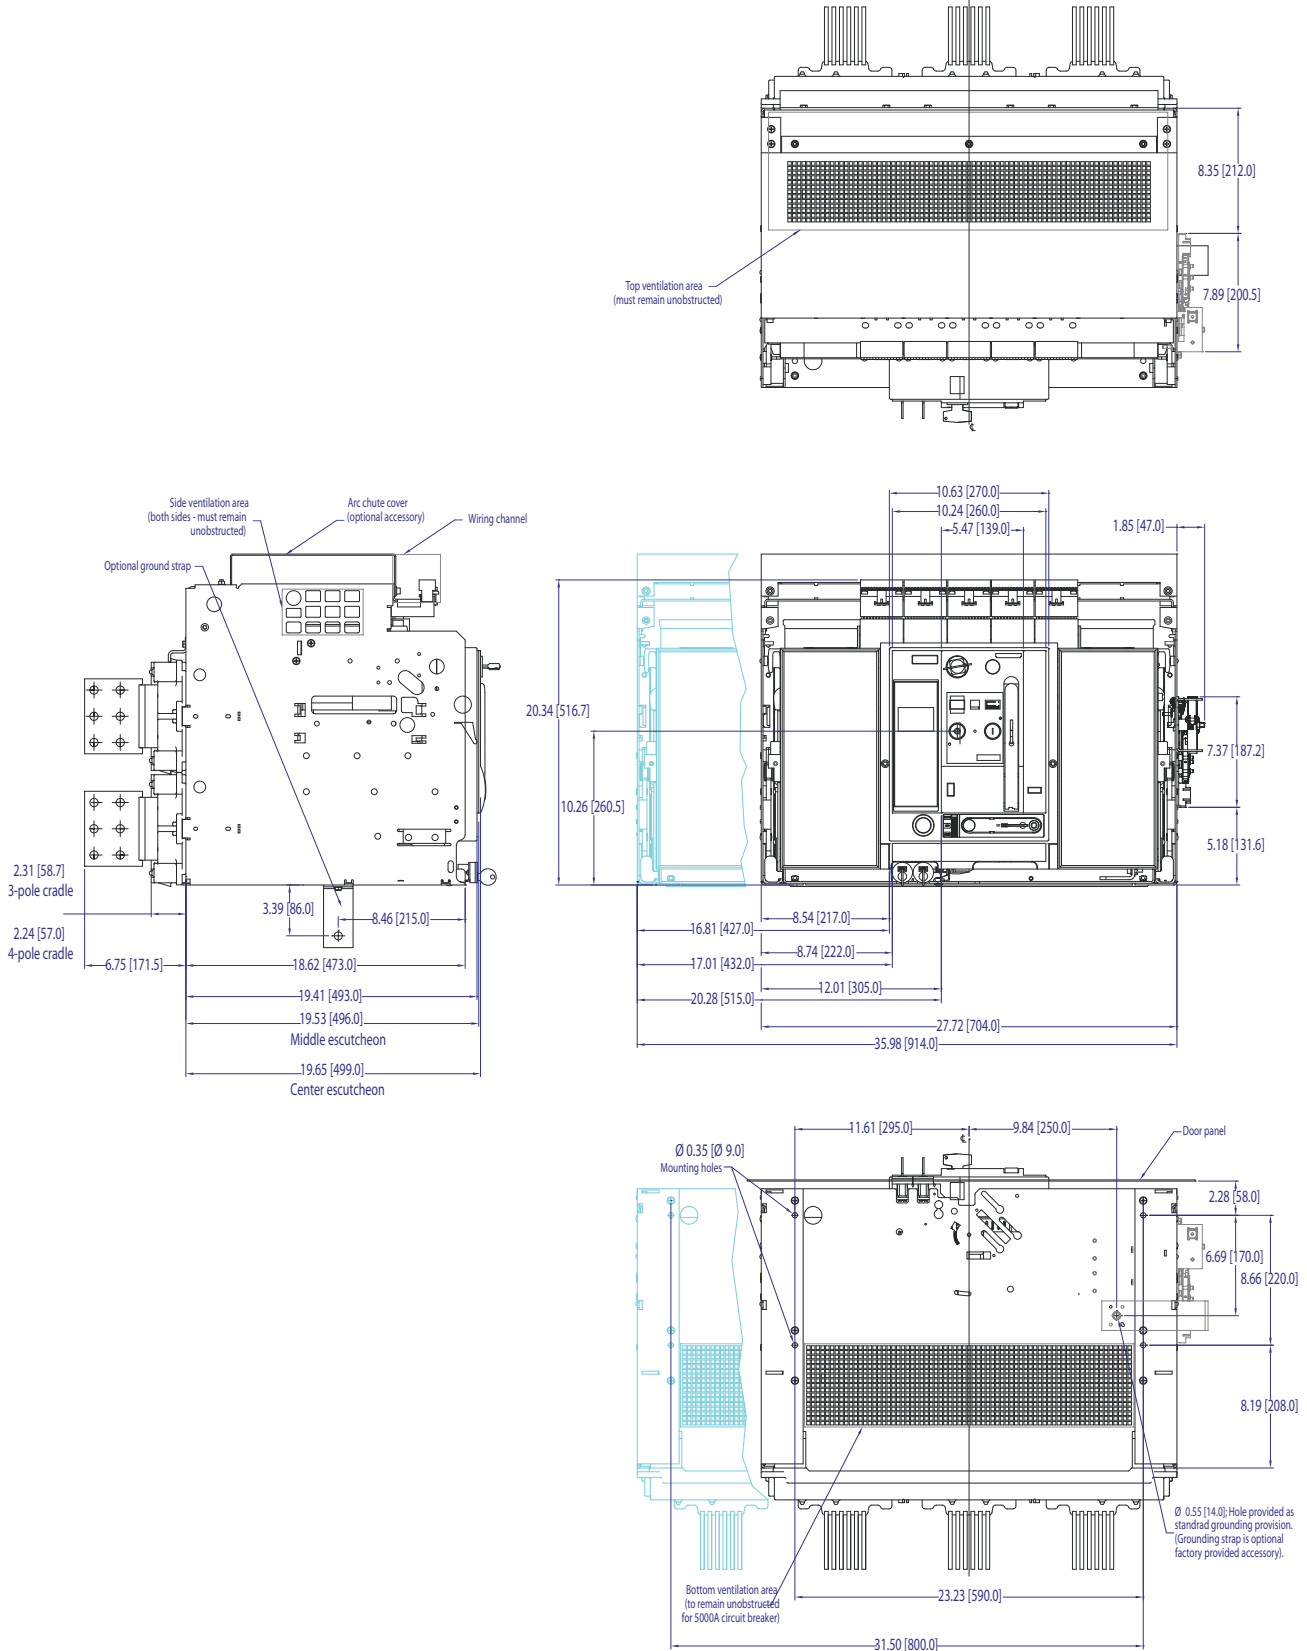 8.35 [212.0]
7.89 [200.5]
Top ventilation area
(must remain unobstructed)
Side ventilation area
(both sides - must remain
unobstructed)
Arc chute cover
(optional accessory)
Wiring channel
Optional ground strap
2.31 [58.7]
3-pole cradle
2.24 [57.0]
4-pole cradle
3.39 [86.0]
8.46 [215.0]
6.75 [171.5]
18.62 [473.0]
19.41 [493.0]
19.53 [496.0]
Middle escutcheon
19.65 [499.0]
Center escutcheon
10.63 [270.0]
10.24 [260.0]
5.47 [139.0]
1.85 [47.0]
20.34 [516.7]
10.26 [260.5]
7.37 [187.2]
5.18 [131.6]
8.54 [217.0]
16.81 [427.0]
8.74 [222.0]
17.01 [432.0]
12.01 [305.0]
20.28 [515.0]
27.72 [704.0]
35.98 [914.0]
11.61 [295.0]
9.84 [250.0]
Door panel
Ø 0.35 [Ø 9.0]
Mounting holes
2.28 [58.0]
6.69 [170.0]
8.66 [220.0]
8.19 [208.0]
Ø 0.55 [14.0]; Hole provided as
standrad grounding provision.
(Grounding strap is optional
factory provided accessory).
Bottom ventilation area
(to remain unobstructed
for 5000A circuit breaker)
23.23 [590.0]
31.50 [800.0]